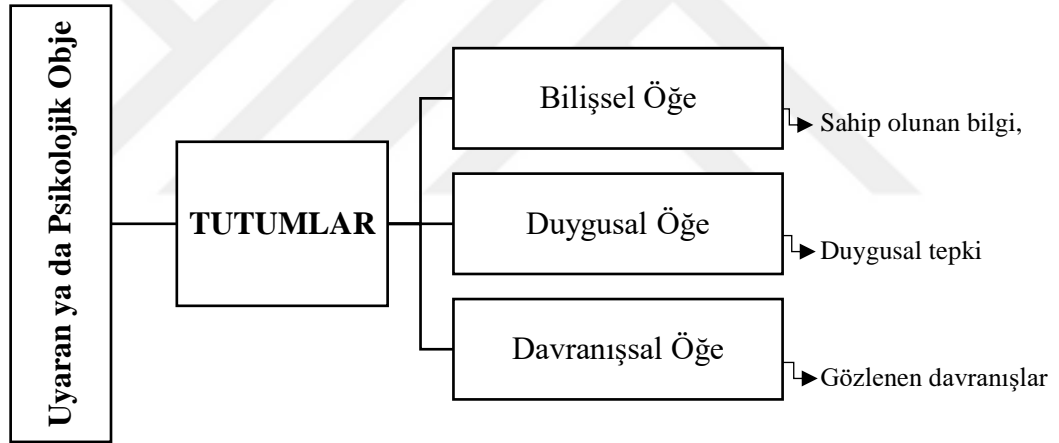 Uyaran ya da Psikolojik Obje
TUTUMLAR
Bilişsel Öğe
Sahip olunan bilgi,
Duygusal Öğe
Duygusal tepki
Davranışsal Öğe
Gözlenen davranışlar